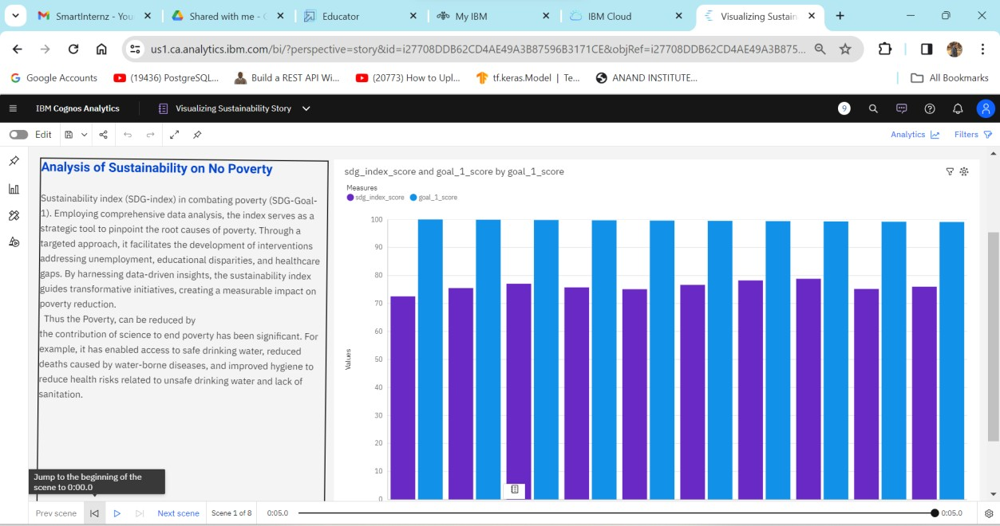 SmartInternz - You
Shared with me - G
Educator
My IBM
IBM Cloud
Visualizing Sustain
us1.ca.analytics.ibm.com/bi/?perspective=story&id=i27708DDB62CD4AE49A3B87596B3171CE&objRef=i27708DDB62CD4AE49A3B875...
Google Accounts
(19436) PostgreSQL...
Build a REST API Wi...
(20773) How to Upl...
tf.keras.Model | Te...
ANAND INSTITUTE...
All Bookmarks
IBM Cognos Analytics
Visualizing Sustainability Story
9
Edit
Analytics
Filters
Analysis of Sustainability on No Poverty
Sustainability index (SDG-index) in combating poverty (SDG-Goal-
1). Employing comprehensive data analysis, the index serves as a
strategic tool to pinpoint the root causes of poverty. Through a
targeted approach, it facilitates the development of interventions
addressing unemployment, educational disparities, and healthcare
gaps. By harnessing data-driven insights, the sustainability index
guides transformative initiatives, creating a measurable impact on
poverty reduction.
Thus the Poverty, can be reduced by
the contribution of science to end poverty has been significant. For
example, it has enabled access to safe drinking water, reduced
deaths caused by water-borne diseases, and improved hygiene to
reduce health risks related to unsafe drinking water and lack of
sanitation.
sdg_index_score and goal_1_score by goal_1_score
Measures
sdg_index_score
goal_1_score
Values
100
90
80
70
60
50
40
30
20
10
0
Jump to the beginning of the
scene to 0:00.0
Prev scene
Next scene
Scene 1 of 8
0:05.0
0:05.0